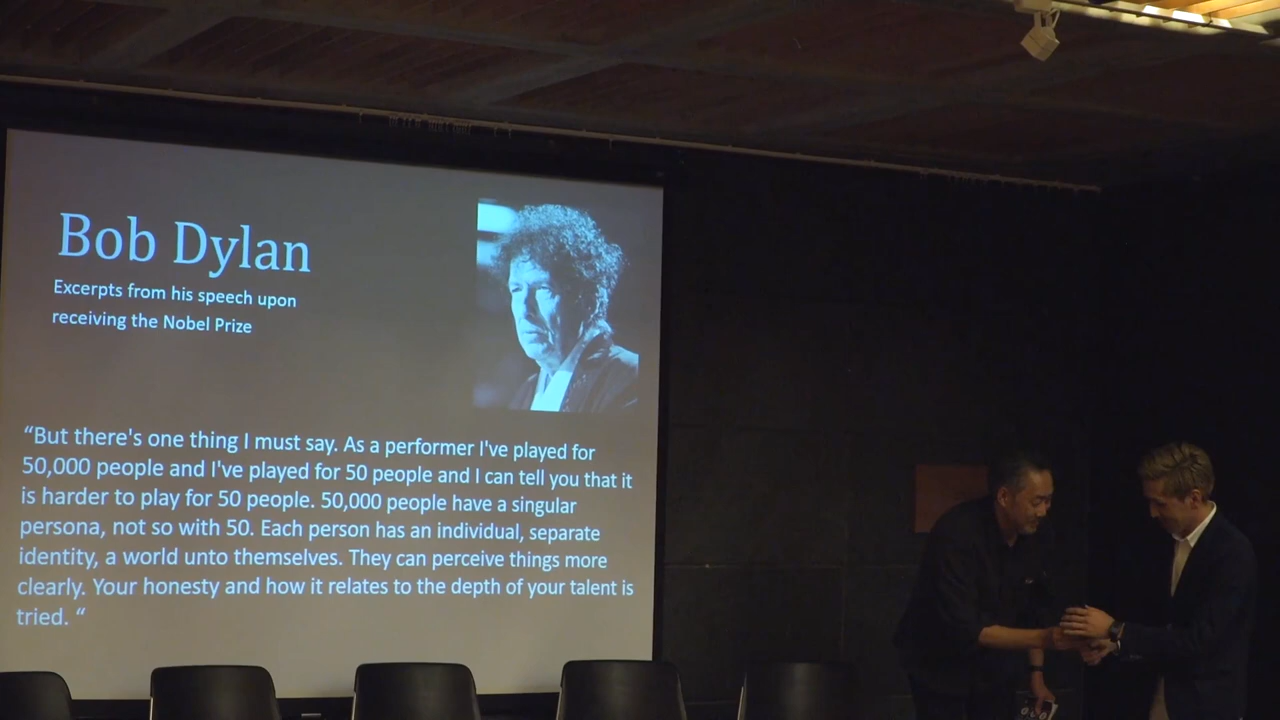 Bob Dylan
Excerpts from his speech upon
receiving the Nobel Prize
“But there's one thing I must say. As a performer I've played for
50,000 people and I've played for 50 people and I can tell you that it
is harder to play for 50 people. 50,000 people have a singular
persona, not so with 50. Each person has an individual, separate
identity, a world unto themselves. They can perceive things more
clearly. Your honesty and how it relates to the depth of your talent is
tried. “